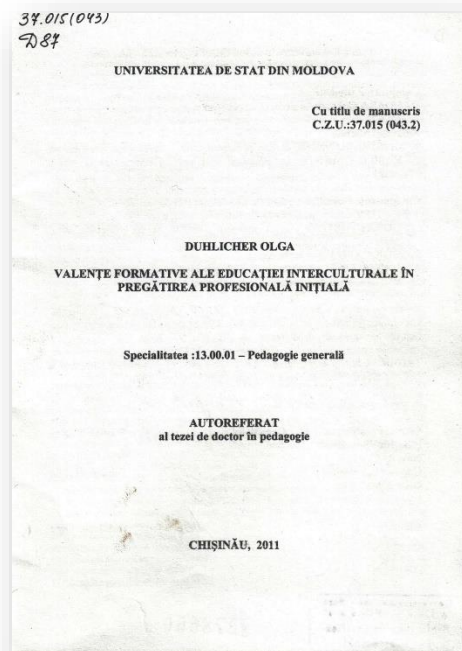 37.015(043)
Д87
UNIVERSITATEA DE STAT DIN MOLDOVA
Cu titlu de manuscris
C.Z.U.:37.015 (043.2)
DUHLICHER OLGA
VALENȚE FORMATIVE ALE EDUCAȚIEI INTERCULTURALE ÎN
PREGĂTIREA PROFESIONALĂ INIȚIALĂ
Specialitatea :13.00.01 – Pedagogie generală
AUTOREFERAT
al tezei de doctor în pedagogie
CHIȘINĂU, 2011